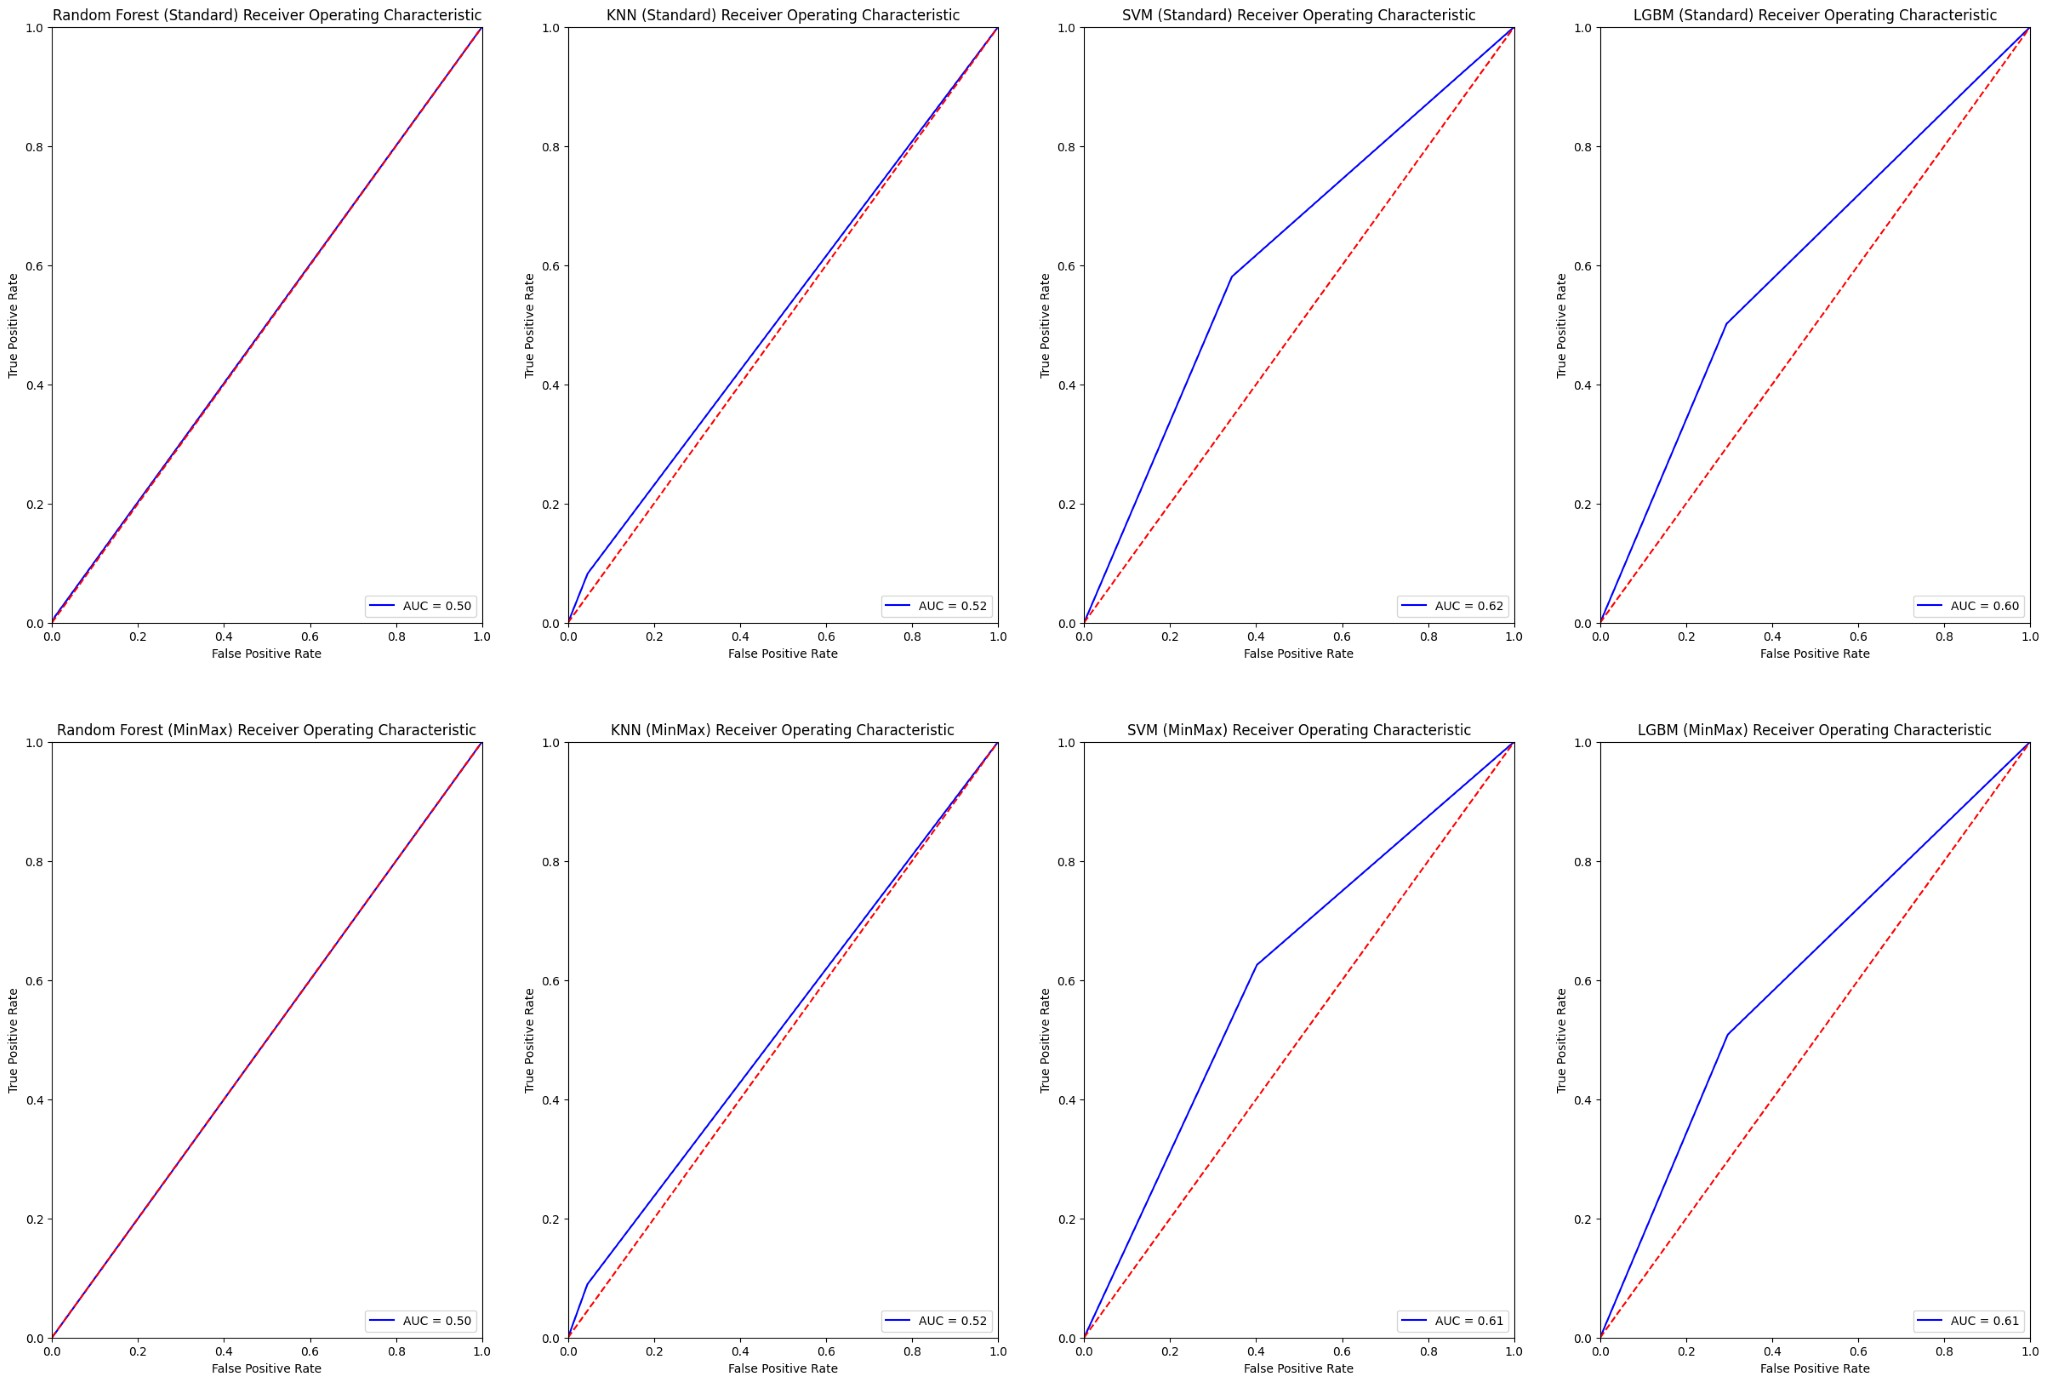 Random Forest (Standard) Receiver Operating Characteristic
1.0
0.8
0.6
0.4
0.2
0.0
True Positive Rate
AUC = 0.50
0.0 0.2 0.4 0.6 0.8 1.0
False Positive Rate
KNN (Standard) Receiver Operating Characteristic
1.0
0.8
0.6
0.4
0.2
0.0
True Positive Rate
AUC = 0.52
0.0 0.2 0.4 0.6 0.8 1.0
False Positive Rate
SVM (Standard) Receiver Operating Characteristic
1.0
0.8
0.6
0.4
0.2
0.0
True Positive Rate
AUC = 0.62
0.0 0.2 0.4 0.6 0.8 1.0
False Positive Rate
LGBM (Standard) Receiver Operating Characteristic
1.0
0.8
0.6
0.4
0.2
0.0
True Positive Rate
AUC = 0.60
0.0 0.2 0.4 0.6 0.8 1.0
False Positive Rate
Random Forest (MinMax) Receiver Operating Characteristic
1.0
0.8
0.6
0.4
0.2
0.0
True Positive Rate
AUC = 0.50
0.0 0.2 0.4 0.6 0.8 1.0
False Positive Rate
KNN (MinMax) Receiver Operating Characteristic
1.0
0.8
0.6
0.4
0.2
0.0
True Positive Rate
AUC = 0.52
0.0 0.2 0.4 0.6 0.8 1.0
False Positive Rate
SVM (MinMax) Receiver Operating Characteristic
1.0
0.8
0.6
0.4
0.2
0.0
True Positive Rate
AUC = 0.61
0.0 0.2 0.4 0.6 0.8 1.0
False Positive Rate
LGBM (MinMax) Receiver Operating Characteristic
1.0
0.8
0.6
0.4
0.2
0.0
True Positive Rate
AUC = 0.61
0.0 0.2 0.4 0.6 0.8 1.0
False Positive Rate